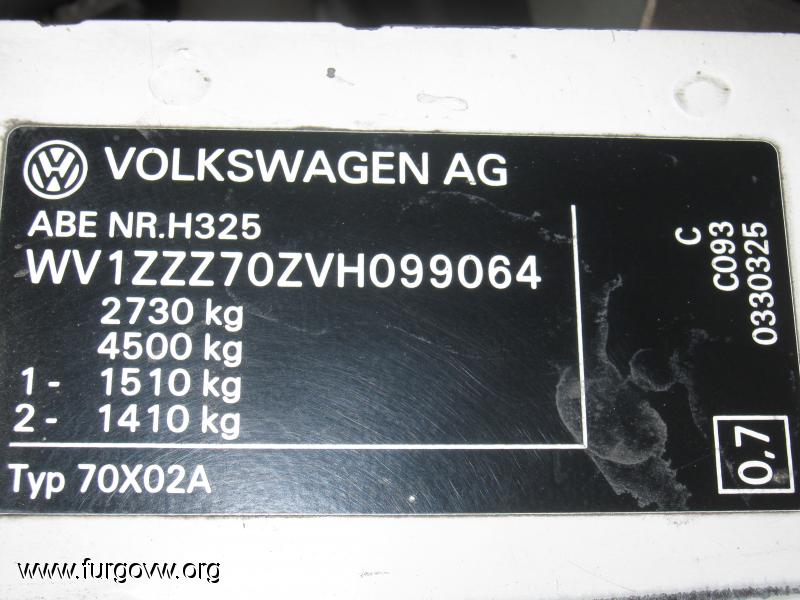 VOLKSWAGEN AG
ABE NR.H325
WV1ZZZ70ZVH099064
2730 kg
4500 kg
1 - 1510 kg
2 - 1410 kg
Typ 70X02A
C
C093
0330325
0,7
www.furgovw.org